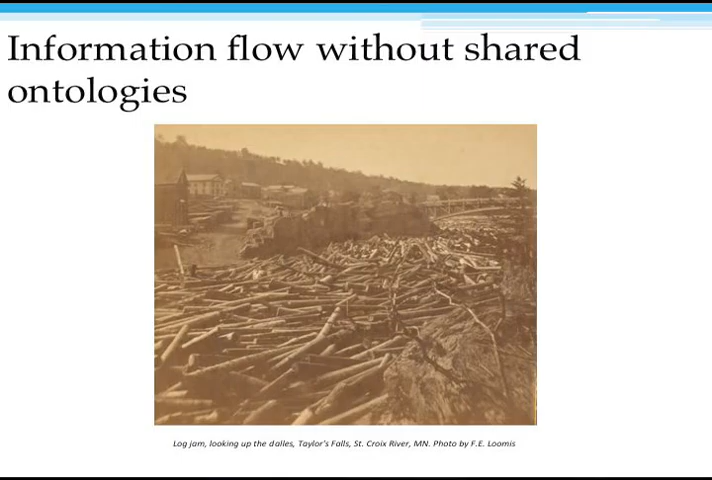 Information flow without shared
ontologies
Log jam, looking up the dalles, Taylor's Falls, St. Croix River, MN. Photo by F.E. Loomis